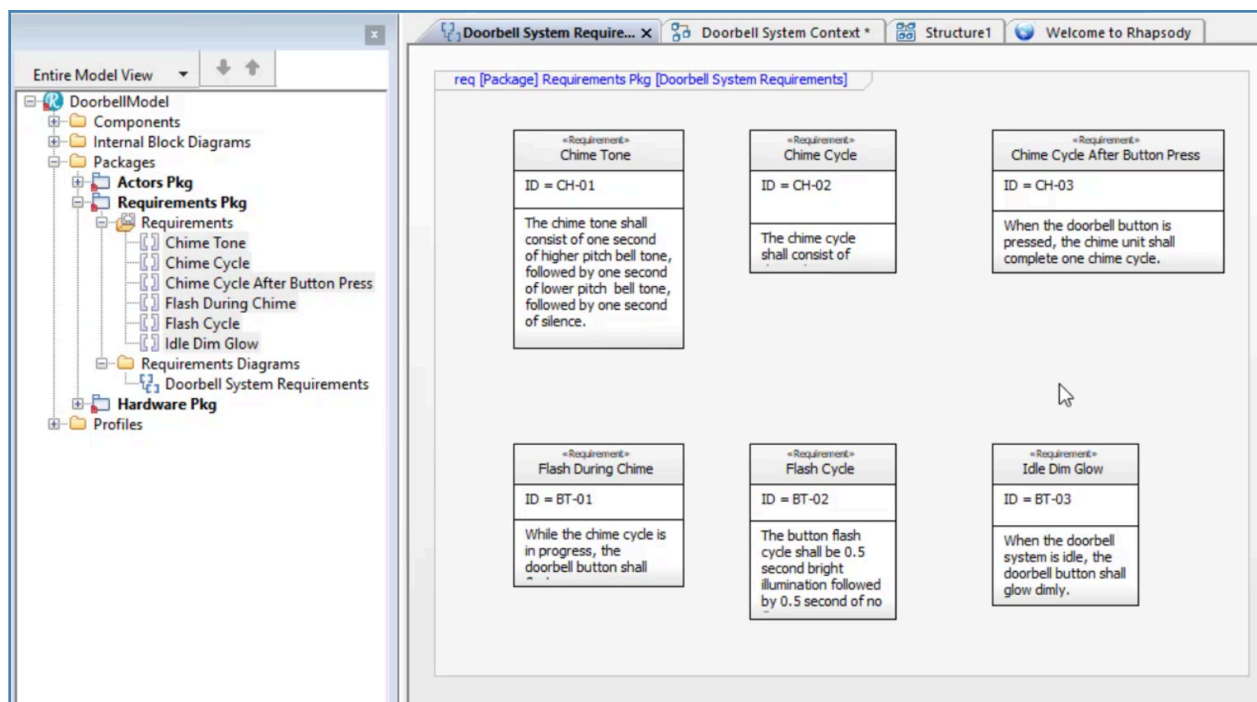 Entire Model View
DoorbellModel
Components
Internal Block Diagrams
Packages
Actors Pkg
Requirements Pkg
Requirements
Chime Tone
Chime Cycle
Chime Cycle After Button Press
Flash During Chime
Flash Cycle
Idle Dim Glow
Requirements Diagrams
Doorbell System Requirements
Hardware Pkg
Profiles
Doorbell System Require... x
Doorbell System Context *
Structure1
Welcome to Rhapsody
req [Package] Requirements Pkg [Doorbell System Requirements]
«Requirement»
Chime Tone
ID = CH-01
The chime tone shall
consist of one second
of higher pitch bell tone,
followed by one second
of lower pitch bell tone,
followed by one second
of silence.
«Requirement»
Chime Cycle
ID = CH-02
The chime cycle
shall consist of
«Requirement»
Chime Cycle After Button Press
ID = CH-03
When the doorbell button is
pressed, the chime unit shall
complete one chime cycle.
«Requirement»
Flash During Chime
ID = BT-01
While the chime cycle is
in progress, the
doorbell button shall
«Requirement»
Flash Cycle
ID = BT-02
The button flash
cycle shall be 0.5
second bright
illumination followed
by 0.5 second of no
«Requirement»
Idle Dim Glow
ID = BT-03
When the doorbell
system is idle, the
doorbell button shall
glow dimly.